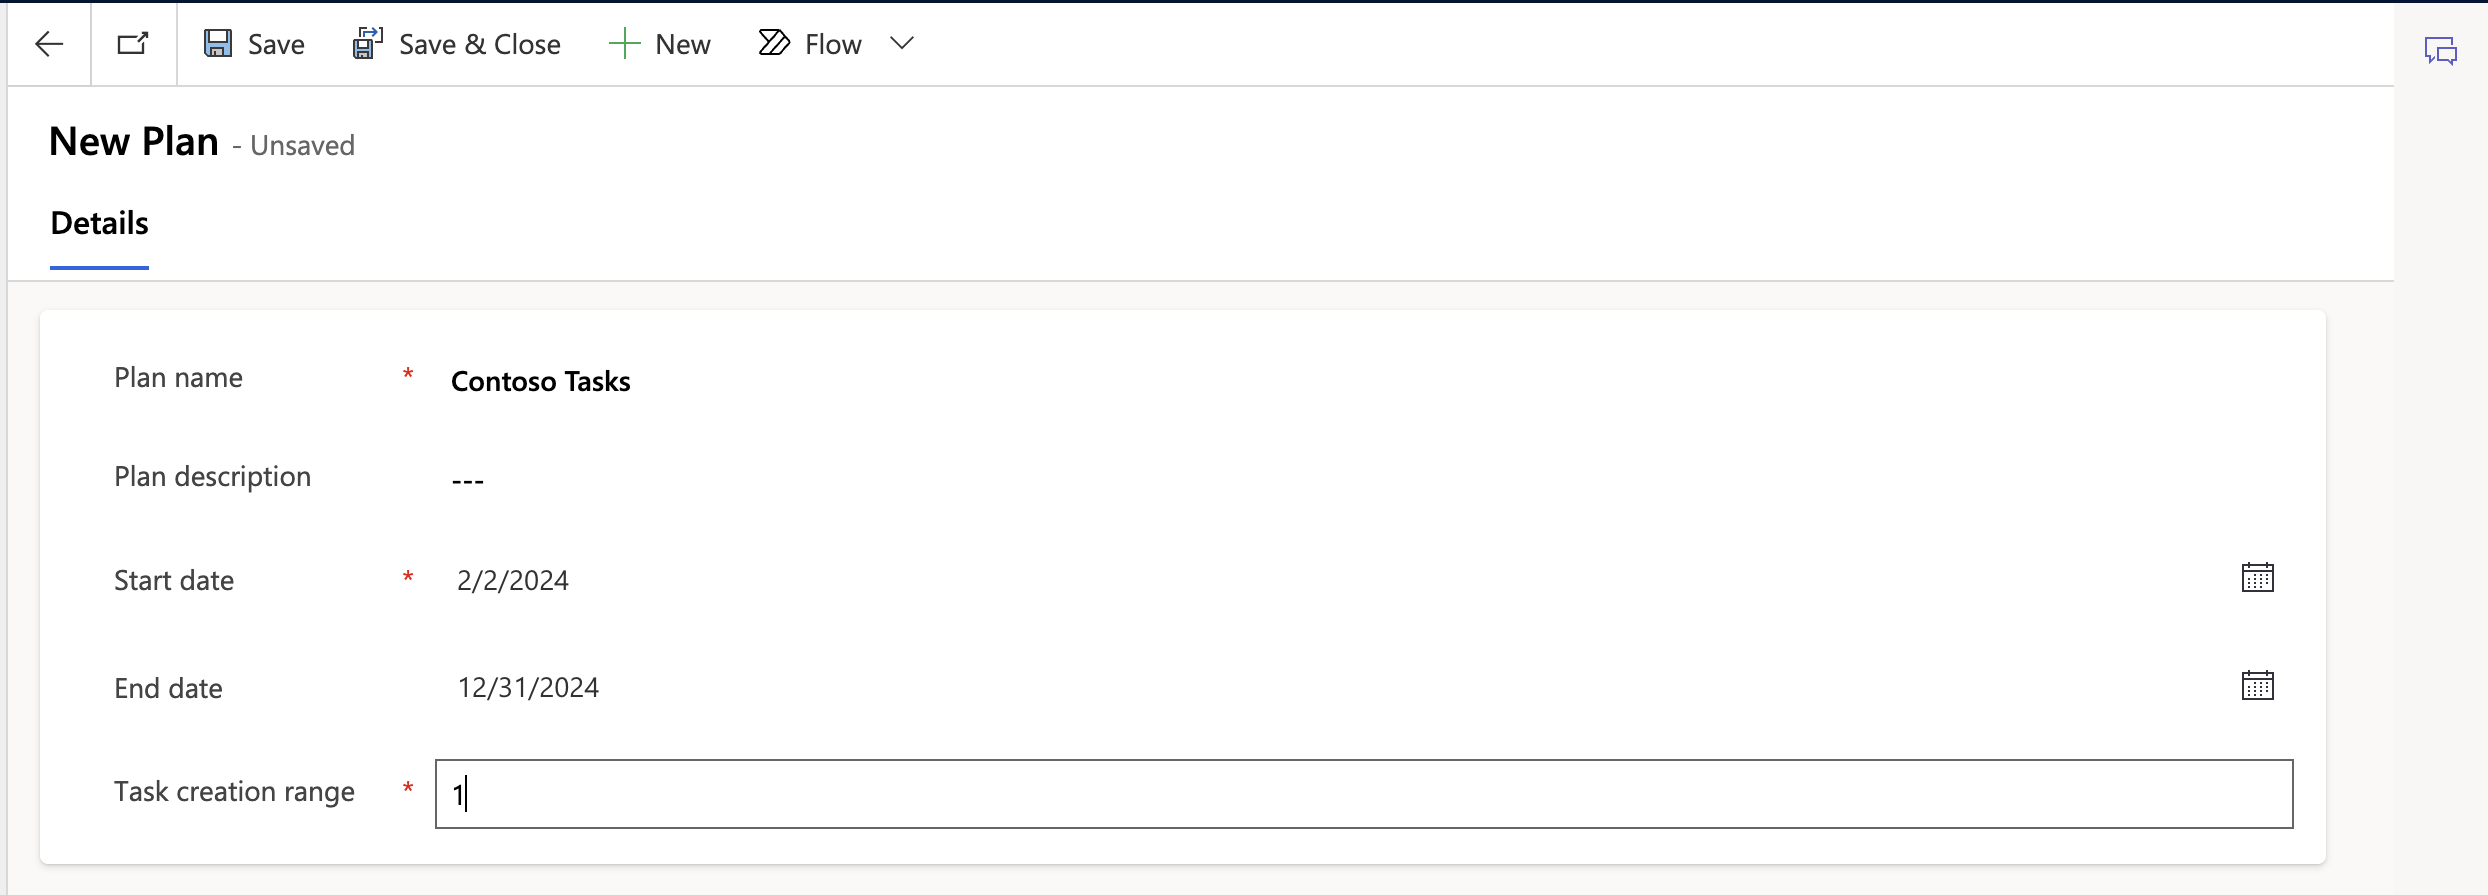 Save Save & Close New Flow
New Plan - Unsaved
Details
Plan name * Contoso Tasks
Plan description ---
Start date * 2/2/2024
End date 12/31/2024
Task creation range * 1